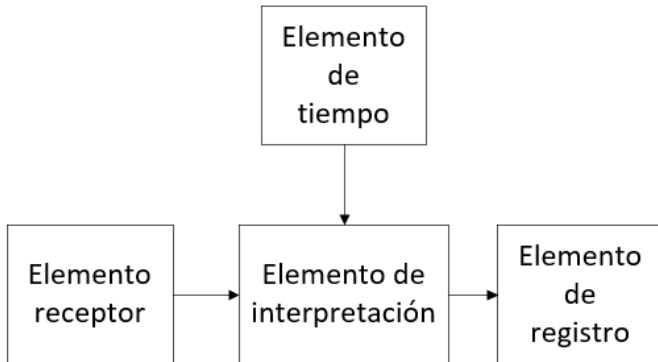 Elemento
de
tiempo
Elemento
receptor
Elemento de
interpretación
Elemento
de
registro